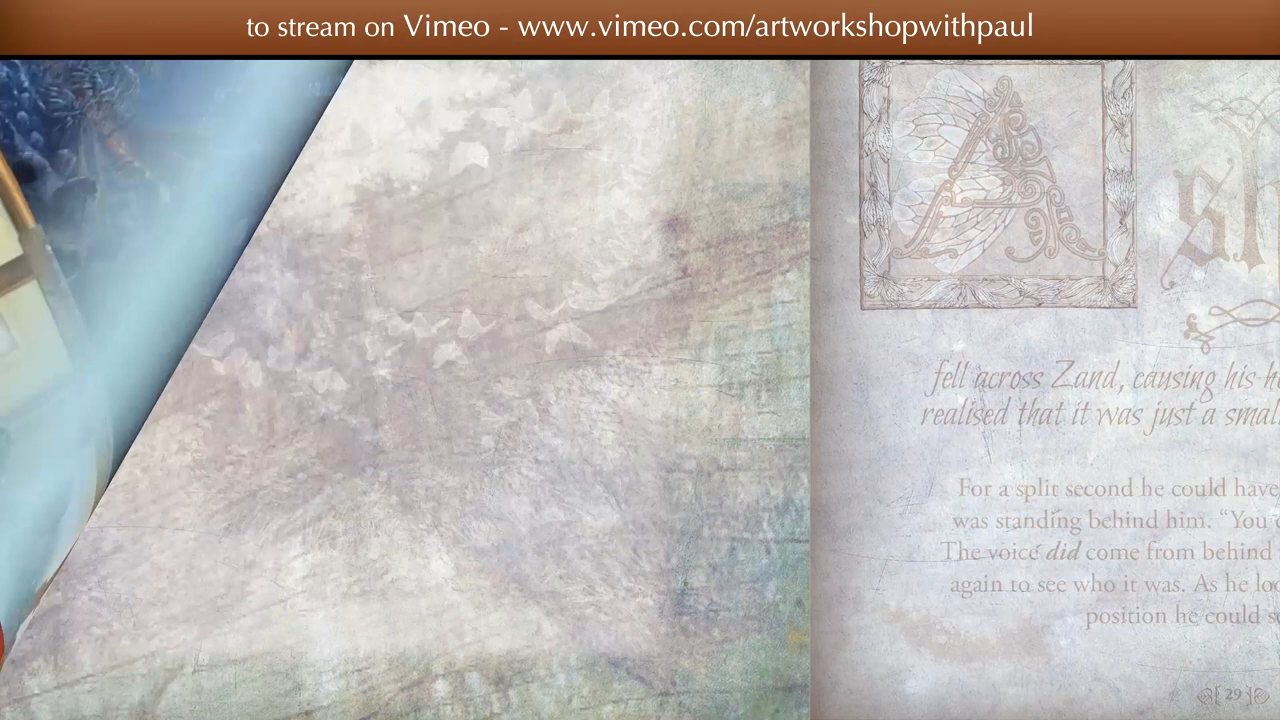 to stream on Vimeo - www.vimeo.com/artworkshopwithpaul
A
fell across Zand, causing his
realised that it was just a small
For a split second he could have
was standing behind him. “You
The voice did come from behind
again to see who it was. As he
position he could
29